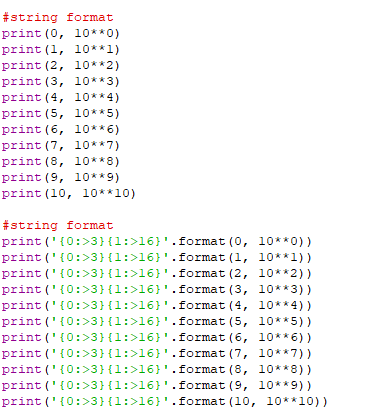 #string format
print(0, 10**0)
print(1, 10**1)
print(2, 10**2)
print(3, 10**3)
print(4, 10**4)
print(5, 10**5)
print(6, 10**6)
print(7, 10**7)
print(8, 10**8)
print(9, 10**9)
print(10, 10**10)

#string format
print('{0:>3}{1:>16}'.format(0, 10**0))
print('{0:>3}{1:>16}'.format(1, 10**1))
print('{0:>3}{1:>16}'.format(2, 10**2))
print('{0:>3}{1:>16}'.format(3, 10**3))
print('{0:>3}{1:>16}'.format(4, 10**4))
print('{0:>3}{1:>16}'.format(5, 10**5))
print('{0:>3}{1:>16}'.format(6, 10**6))
print('{0:>3}{1:>16}'.format(7, 10**7))
print('{0:>3}{1:>16}'.format(8, 10**8))
print('{0:>3}{1:>16}'.format(9, 10**9))
print('{0:>3}{1:>16}'.format(10, 10**10))